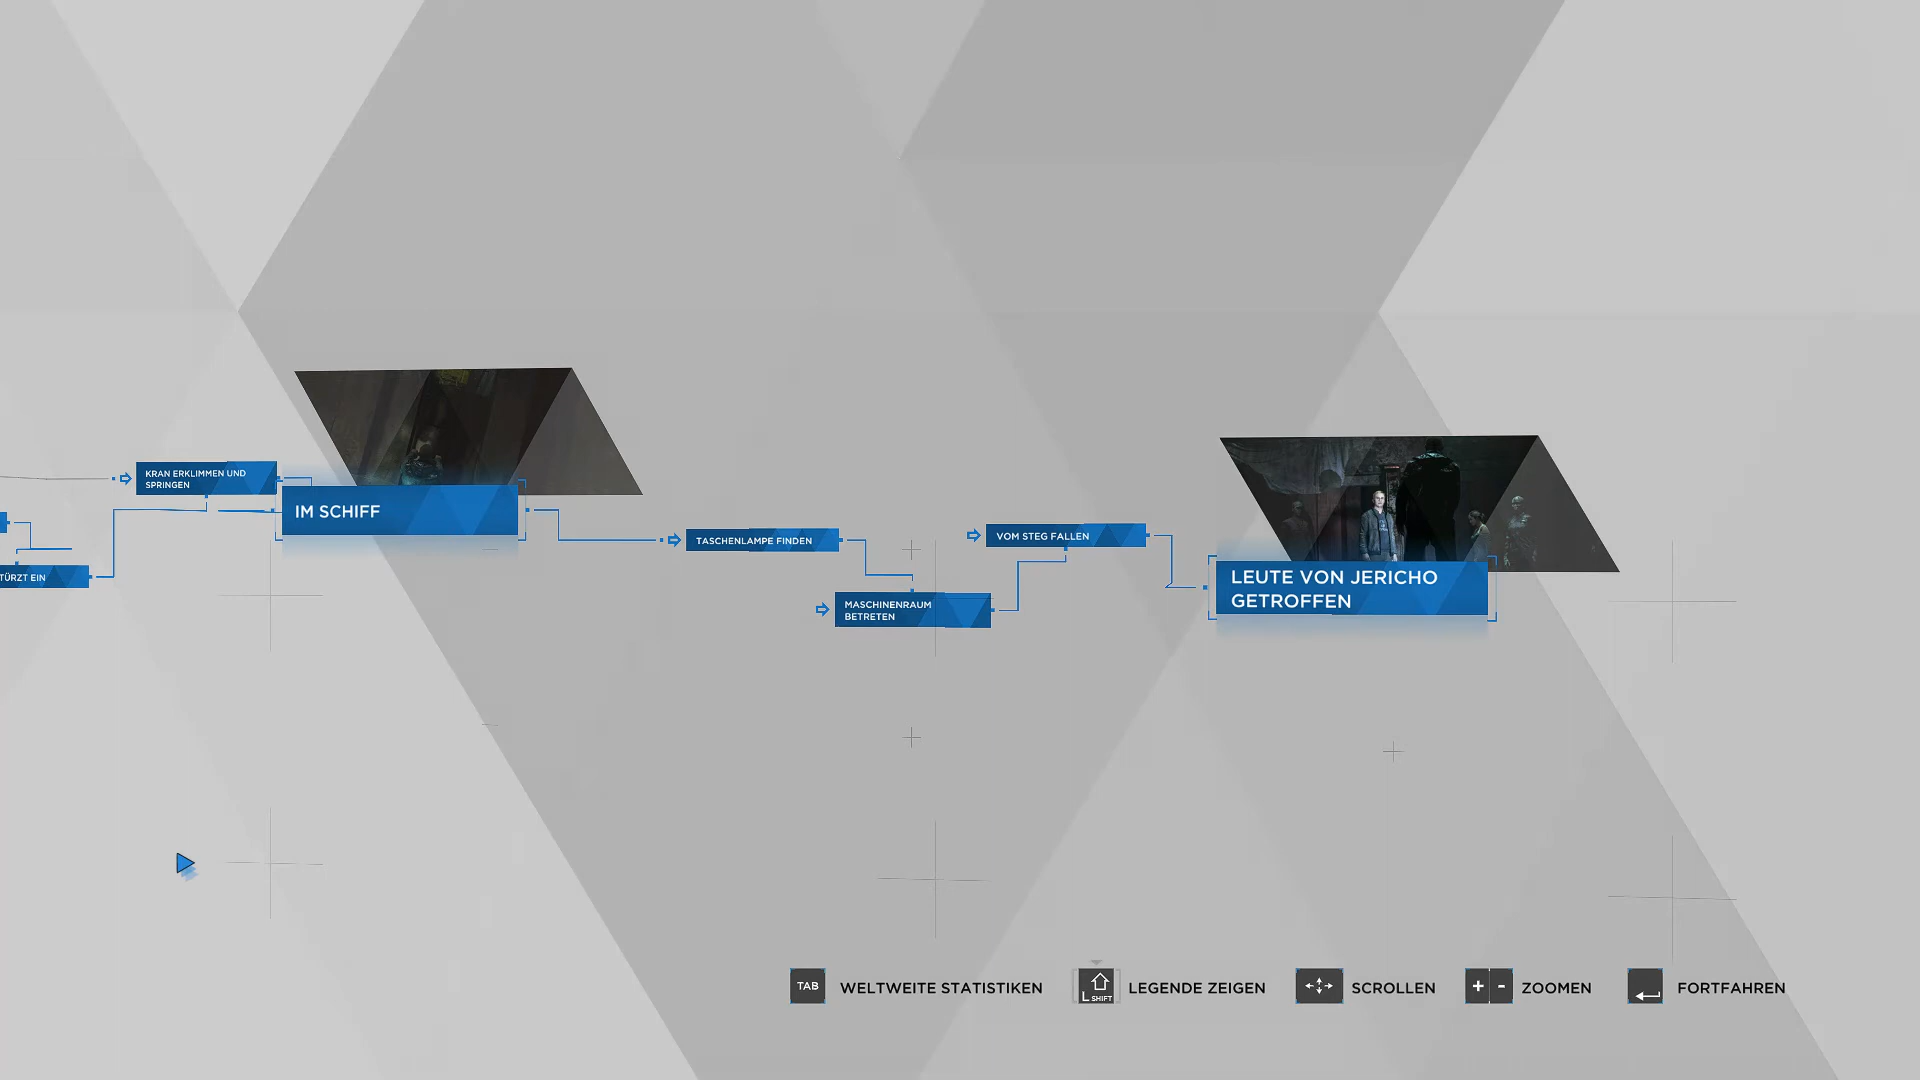 KRAN ERKLIMMEN UND
SPRINGEN
IM SCHIFF
TÜRZT EIN
TASCHENLAMPE FINDEN
MASCHINENRAUM
BETRETEN
VOM STEG FALLEN
LEUTE VON JERICHO
GETROFFEN
TAB WELTWEITE STATISTIKEN
L SHIFT LEGENDE ZEIGEN
SCROLLEN
+ - ZOOMEN
FORTFAHREN